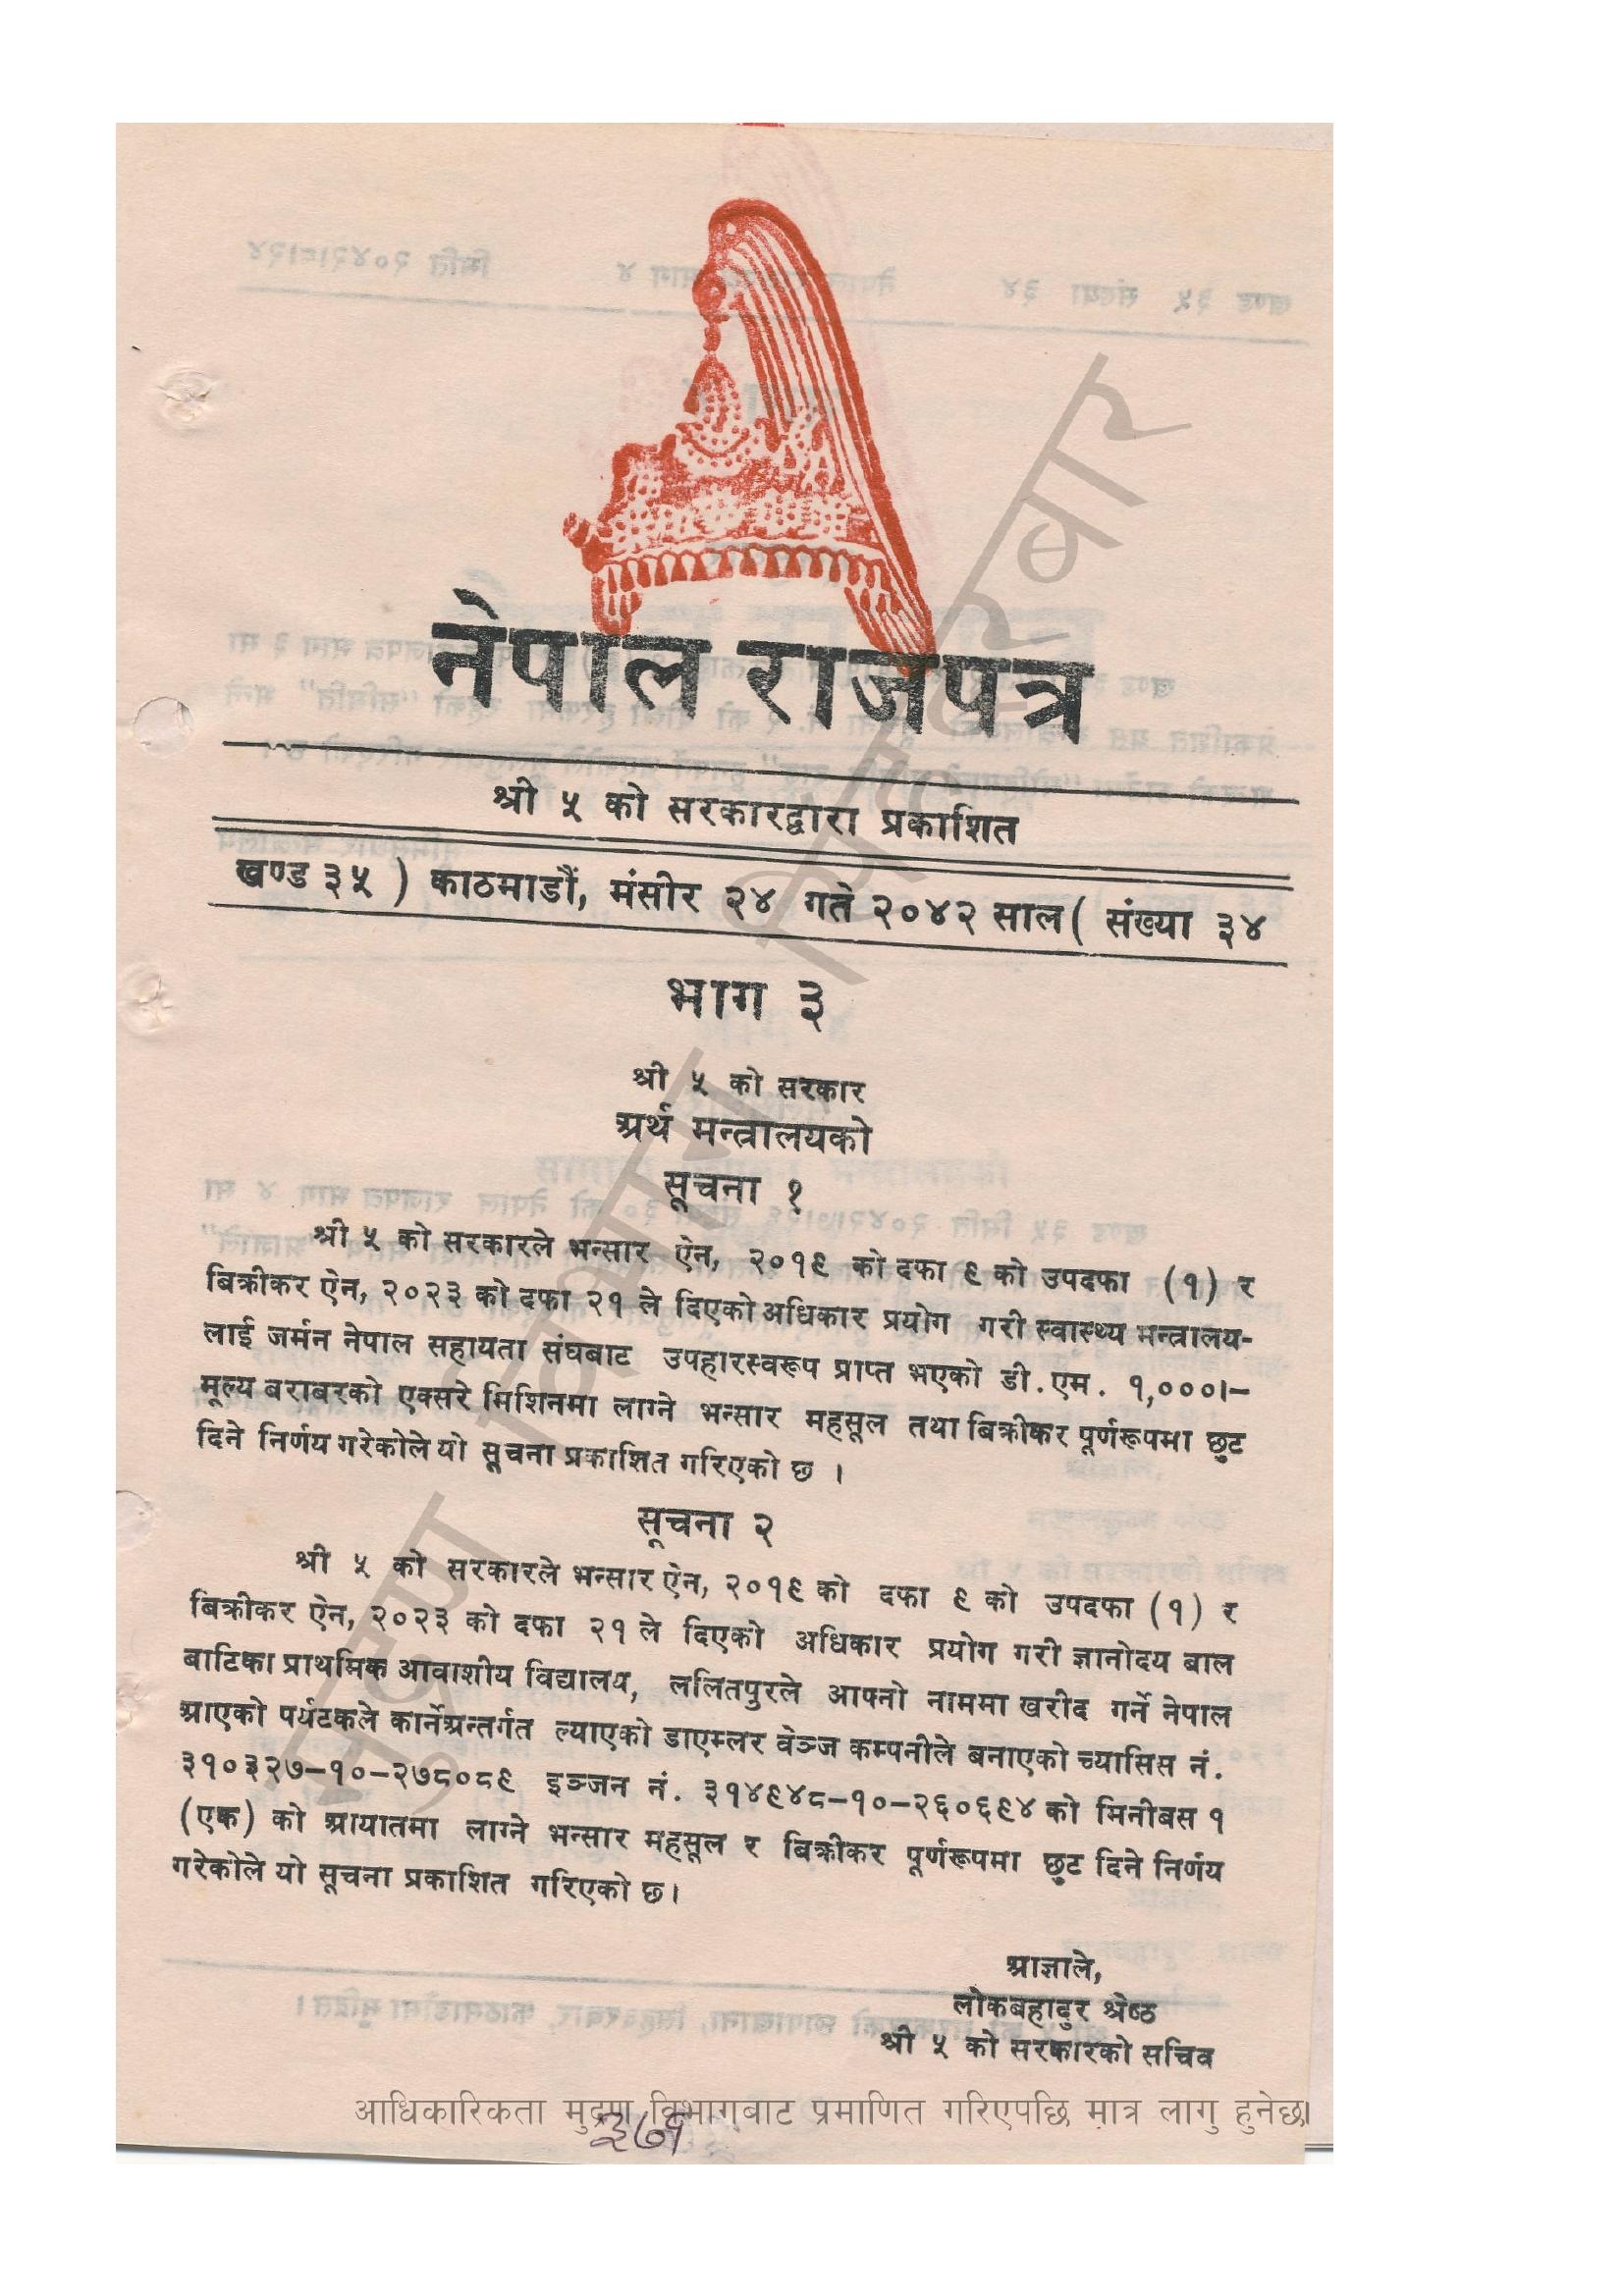 नेपाल राजपत्र
श्री ५ को सरकारद्वारा प्रकाशित
खण्ड ३५ ) काठमाडौं, मंसीर २४ गते २०४२ साल ( संख्या ३४
भाग ३
श्री ५ को सरकार
अर्थ मन्त्रालयको
सूचना १
श्री ५ को सरकारले भन्सार ऐन, २०१९ को दफा ९ को उपदफा (१) र
बिक्रीकर ऐन, २०२३ को दफा २१ ले दिएको अधिकार प्रयोग गरी स्वास्थ्य मन्त्रालय-
लाई जर्मन नेपाल सहायता संघबाट उपहारस्वरूप प्राप्त भएको डी.एम. १,०००।–
मूल्य बराबरको एक्सरे मिशिनमा लाग्ने भन्सार महसूल तथा बिक्रीकर पूर्णरूपमा छुट
दिने निर्णय गरेकोले यो सूचना प्रकाशित गरिएको छ ।
सूचना २
श्री ५ को सरकारले भन्सार ऐन, २०१९ को दफा ९ को उपदफा (१) र
बिक्रीकर ऐन, २०२३ को दफा २१ ले दिएको अधिकार प्रयोग गरी ज्ञानोदय बाल
बाटिका प्राथमिक आवाशीय विद्यालय, ललितपुरले आफ्नो नाममा खरीद गर्ने नेपाल
आएको पर्यटकले कार्नेअन्तर्गत ल्याएको डाएम्लर वेञ्ज कम्पनीले बनाएको च्यासिस नं.
३१०३२७–१०–२७८०८९ इञ्जन नं. ३१४९४८–१०–२६०६९४ को मिनीबस १
(एक) को आयातमा लाग्ने भन्सार महसूल र बिक्रीकर पूर्णरूपमा छुट दिने निर्णय
गरेकोले यो सूचना प्रकाशित गरिएको छ।
आज्ञाले,
लोकबहादुर श्रेष्ठ
श्री ५ को सरकारको सचिव
आधिकारिकता मुद्रण विभागबाट प्रमाणित गरिएपछि मात्र लागु हुनेछ।
३७१
मुद्रण विभाग सिंहदरबार